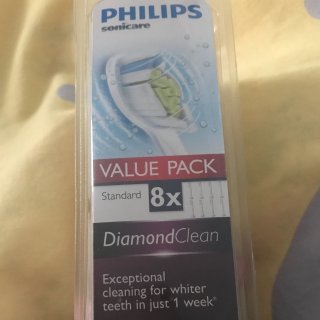 PHILIPS
sonicare
VALUE PACK
Standard 8x
DiamondClean
Exceptional
cleaning for whiter
teeth in just 1 week*